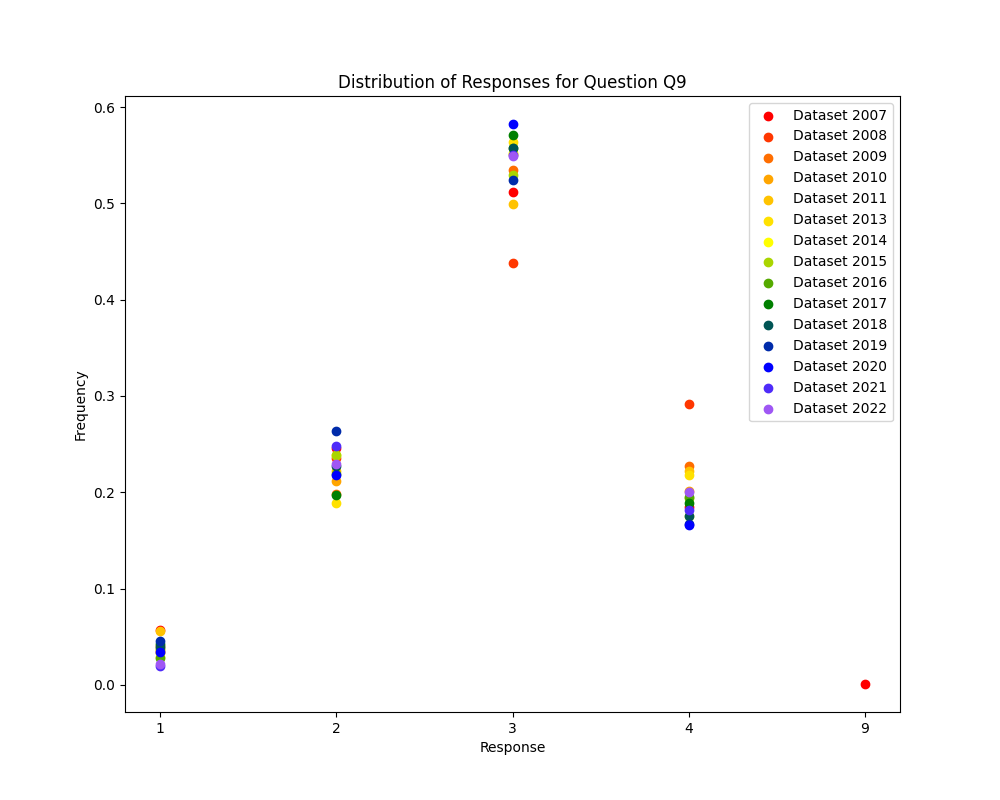 Distribution of Responses for Question Q9
0.6
0.5
0.4
0.3
0.2
0.1
0.0
Frequency
1
2
3
4
9
Response
Dataset 2007
Dataset 2008
Dataset 2009
Dataset 2010
Dataset 2011
Dataset 2013
Dataset 2014
Dataset 2015
Dataset 2016
Dataset 2017
Dataset 2018
Dataset 2019
Dataset 2020
Dataset 2021
Dataset 2022